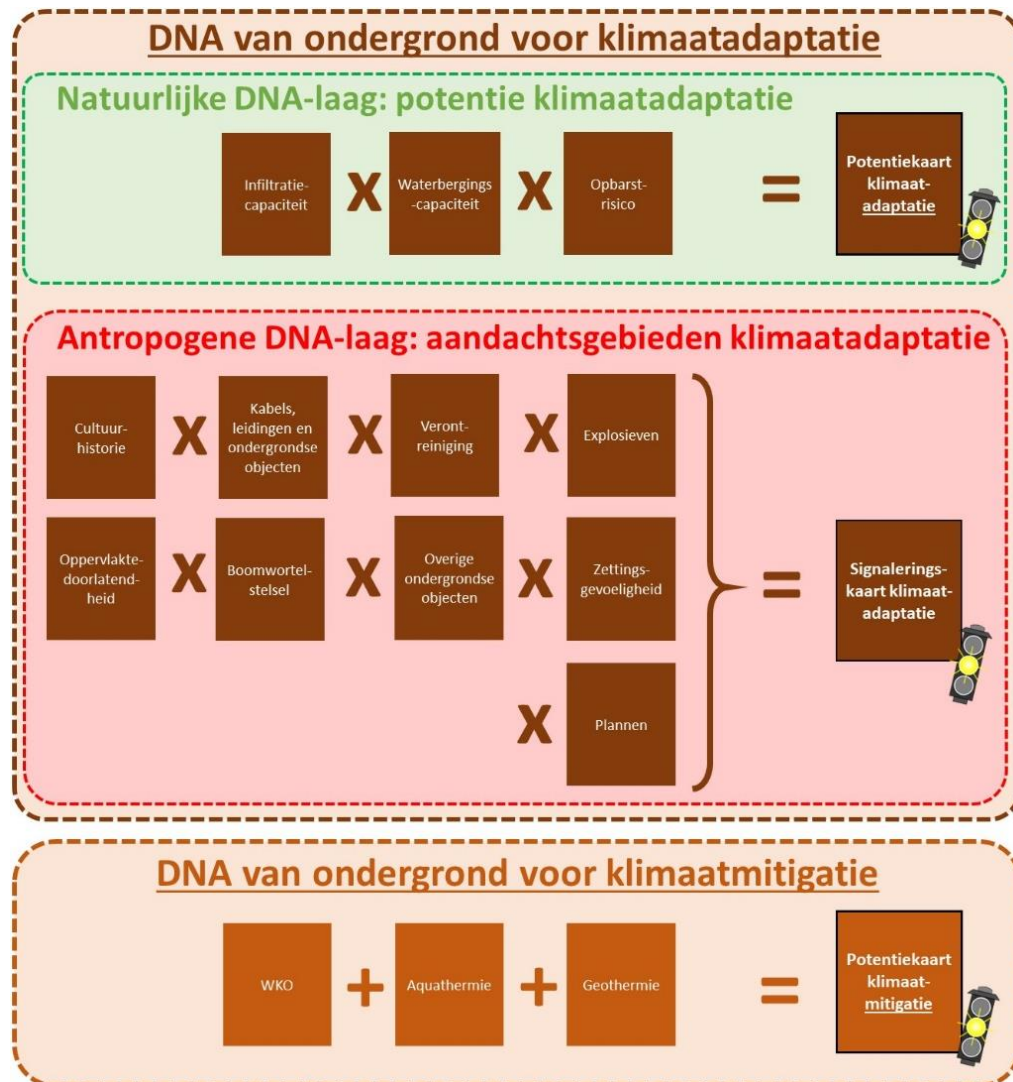 DNA van ondergrond voor klimaatadaptatie
Natuurlijke DNA-laag: potentie klimaatadaptatie
Infiltratie-
capaciteit
X
Waterbergings
-capaciteit
X
Opbarst-
risico
=
Potentiekaart
klimaat-
adaptatie
Antropogene DNA-laag: aandachtsgebieden klimaatadaptatie
Cultuur-
historie
X
Kabels,
leidingen en
ondergrondse
objecten
X
Veront-
reiniging
X
Explosieven
Oppervlakte-
doorlatend-
heid
X
Boomwortel-
stelsel
X
Overige
ondergrondse
objecten
X
Zettings-
gevoeligheid
X
Plannen
=
Signalerings-
kaart klimaat-
adaptatie
DNA van ondergrond voor klimaatmitigatie
WKO
+
Aquathermie
+
Geothermie
=
Potentiekaart
klimaat-
mitigatie